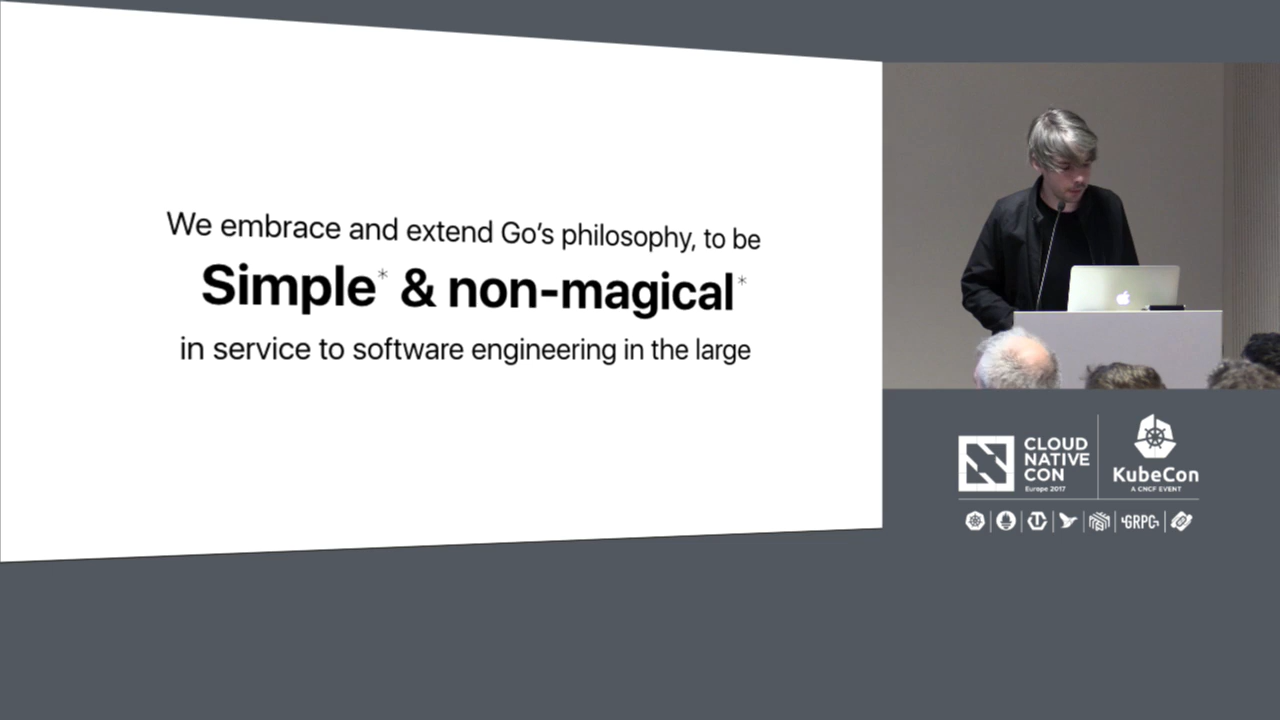 We embrace and extend Go’s philosophy, to be
Simple* & non-magical*
in service to software engineering in the large
CLOUD
NATIVE
CON
Europe 2017
KubeCon
A CNCF EVENT
GRPC